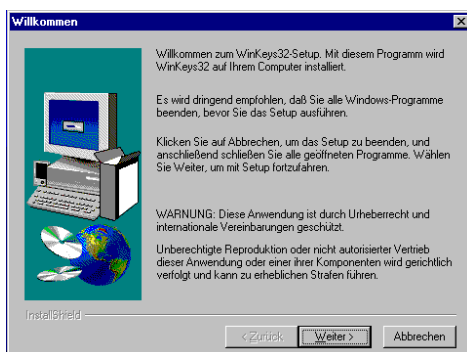 Willkommen
Willkommen zum WinKeys32-Setup. Mit diesem Programm wird
WinKeys32 auf Ihrem Computer installiert.
Es wird dringend empfohlen, daß Sie alle Windows-Programme
beenden, bevor Sie das Setup ausführen.
Klicken Sie auf Abbrechen, um das Setup zu beenden, und
anschließend schließen Sie alle geöffneten Programme. Wählen
Sie Weiter, um mit Setup fortzufahren.
WARNUNG: Diese Anwendung ist durch Urheberrecht und
internationale Vereinbarungen geschützt.
Unberechtigte Reproduktion oder nicht autorisierter Vertrieb
dieser Anwendung oder einer ihrer Komponenten wird gerichtlich
verfolgt und kann zu erheblichen Strafen führen.
InstallShield
< Zurück Weiter > Abbrechen